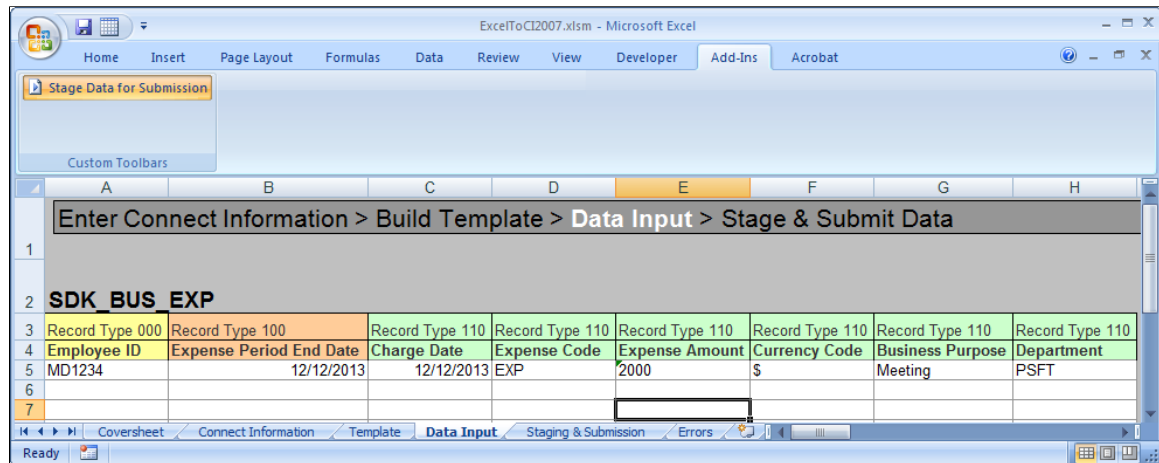 ExcelToCI2007.xlsm - Microsoft Excel
Home Insert Page Layout Formulas Data Review View Developer Add-Ins Acrobat
Stage Data for Submission
Custom Toolbars
A B C D E F G H
Enter Connect Information > Build Template > Data Input > Stage & Submit Data
1
2 SDK_BUS_EXP
3 Record Type 000 Record Type 100 Record Type 110 Record Type 110 Record Type 110 Record Type 110 Record Type 110 Record Type 110
4 Employee ID Expense Period End Date Charge Date Expense Code Expense Amount Currency Code Business Purpose Department
5 MD1234 12/12/2013 12/12/2013 EXP 2000 $ Meeting PSFT
6
7
Coversheet Connect Information Template Data Input Staging & Submission Errors
Ready